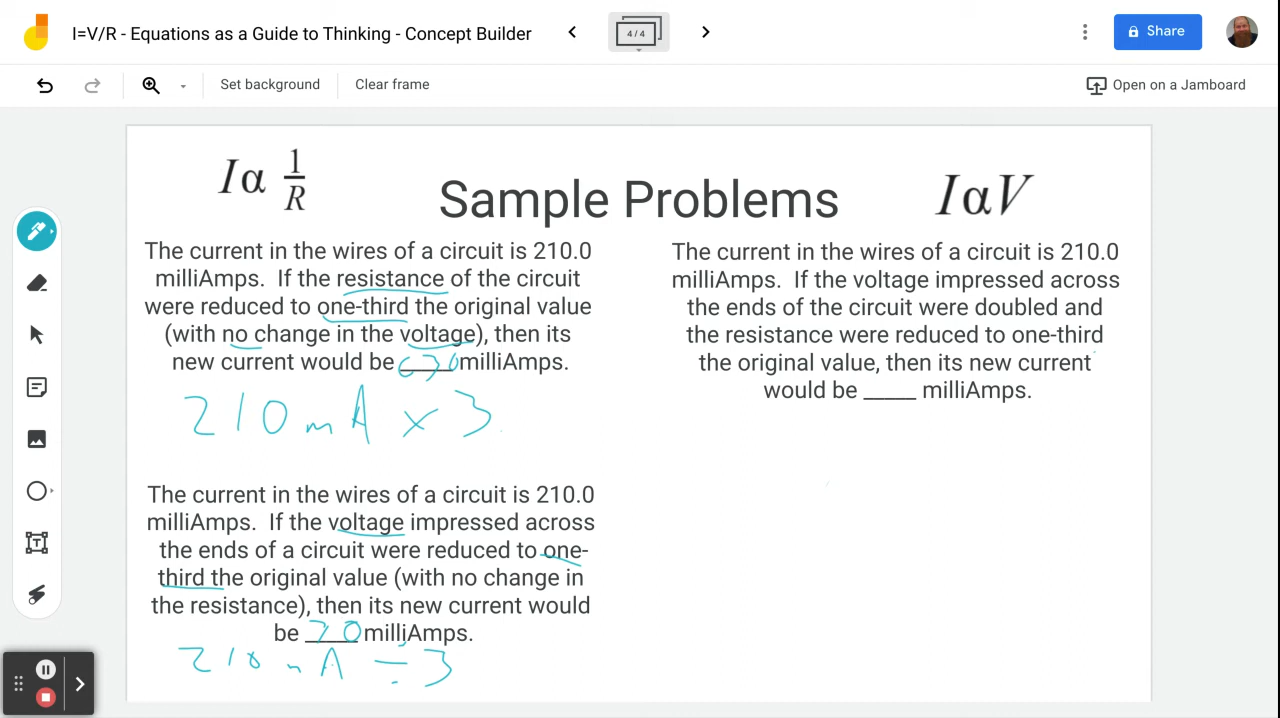 I=V/R - Equations as a Guide to Thinking - Concept Builder
4 / 4
Share
Set background
Clear frame
Open on a Jamboard
I α 1/R
Sample Problems
I α V
The current in the wires of a circuit is 210.0
milliAmps. If the resistance of the circuit
were reduced to one-third the original value
(with no change in the voltage), then its
new current would be 630 milliAmps.
210 mA × 3
The current in the wires of a circuit is 210.0
milliAmps. If the voltage impressed across
the ends of a circuit were reduced to one-
third the original value (with no change in
the resistance), then its new current would
be 70 milliAmps.
210 mA ÷ 3
The current in the wires of a circuit is 210.0
milliAmps. If the voltage impressed across
the ends of the circuit were doubled and
the resistance were reduced to one-third
the original value, then its new current
would be _____ milliAmps.